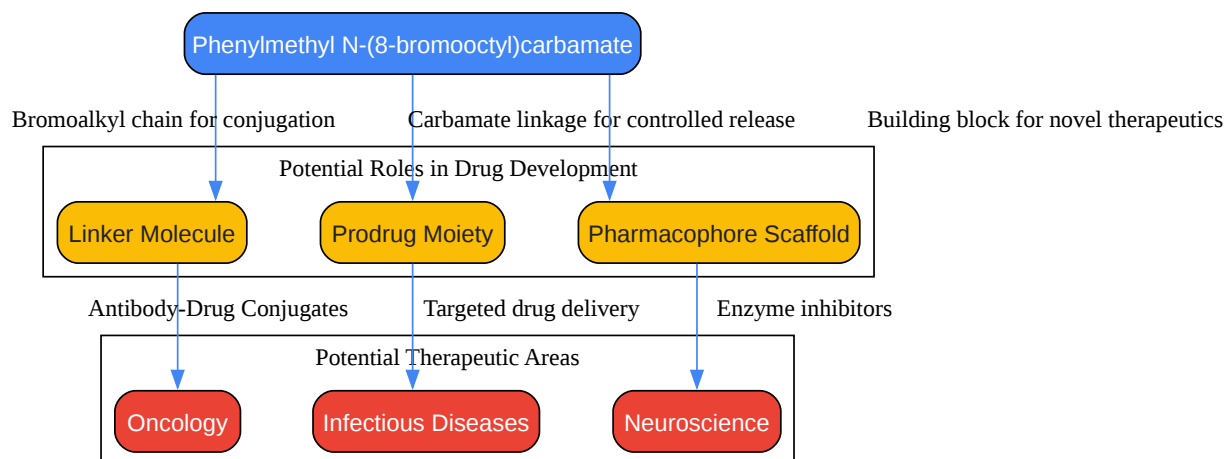 Phenylmethyl N-(8-bromooctyl)carbamate
Bromoalkyl chain for conjugation
Carbamate linkage for controlled release
Building block for novel therapeutics
Potential Roles in Drug Development
Linker Molecule
Prodrug Moiety
Pharmacophore Scaffold
Antibody-Drug Conjugates
Targeted drug delivery
Enzyme inhibitors
Potential Therapeutic Areas
Oncology
Infectious Diseases
Neuroscience